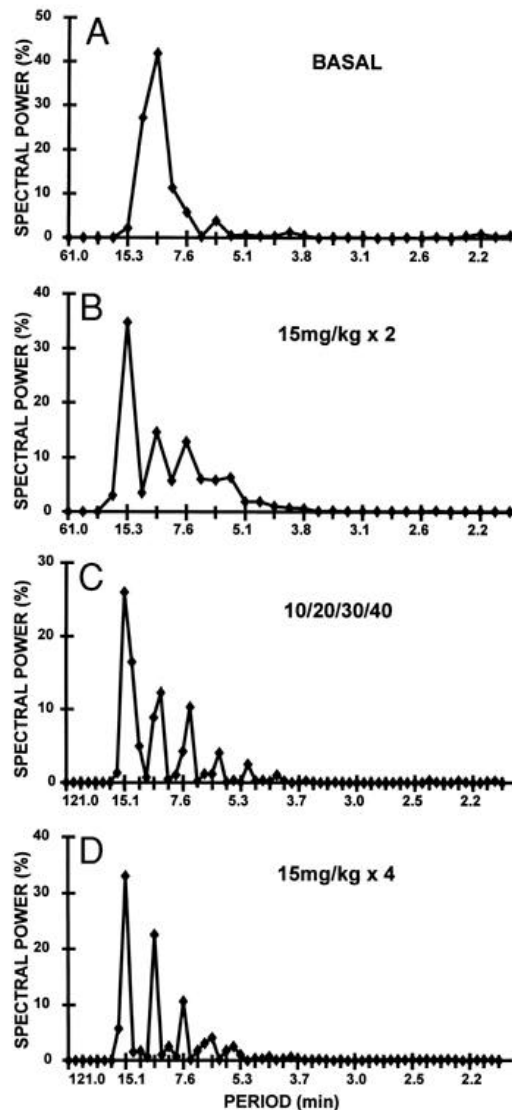 A
BASAL
SPECTRAL POWER (%)
50
40
30
20
10
0
61.0 15.3 7.6 5.1 3.8 3.1 2.6 2.2
B
15mg/kg x 2
SPECTRAL POWER (%)
40
30
20
10
0
61.0 15.3 7.6 5.1 3.8 3.1 2.6 2.2
C
10/20/30/40
SPECTRAL POWER (%)
30
20
10
0
121.0 15.1 7.6 5.3 3.7 3.0 2.5 2.2
D
15mg/kg x 4
SPECTRAL POWER (%)
40
30
20
10
0
121.0 15.1 7.6 5.3 3.7 3.0 2.5 2.2
PERIOD (min)